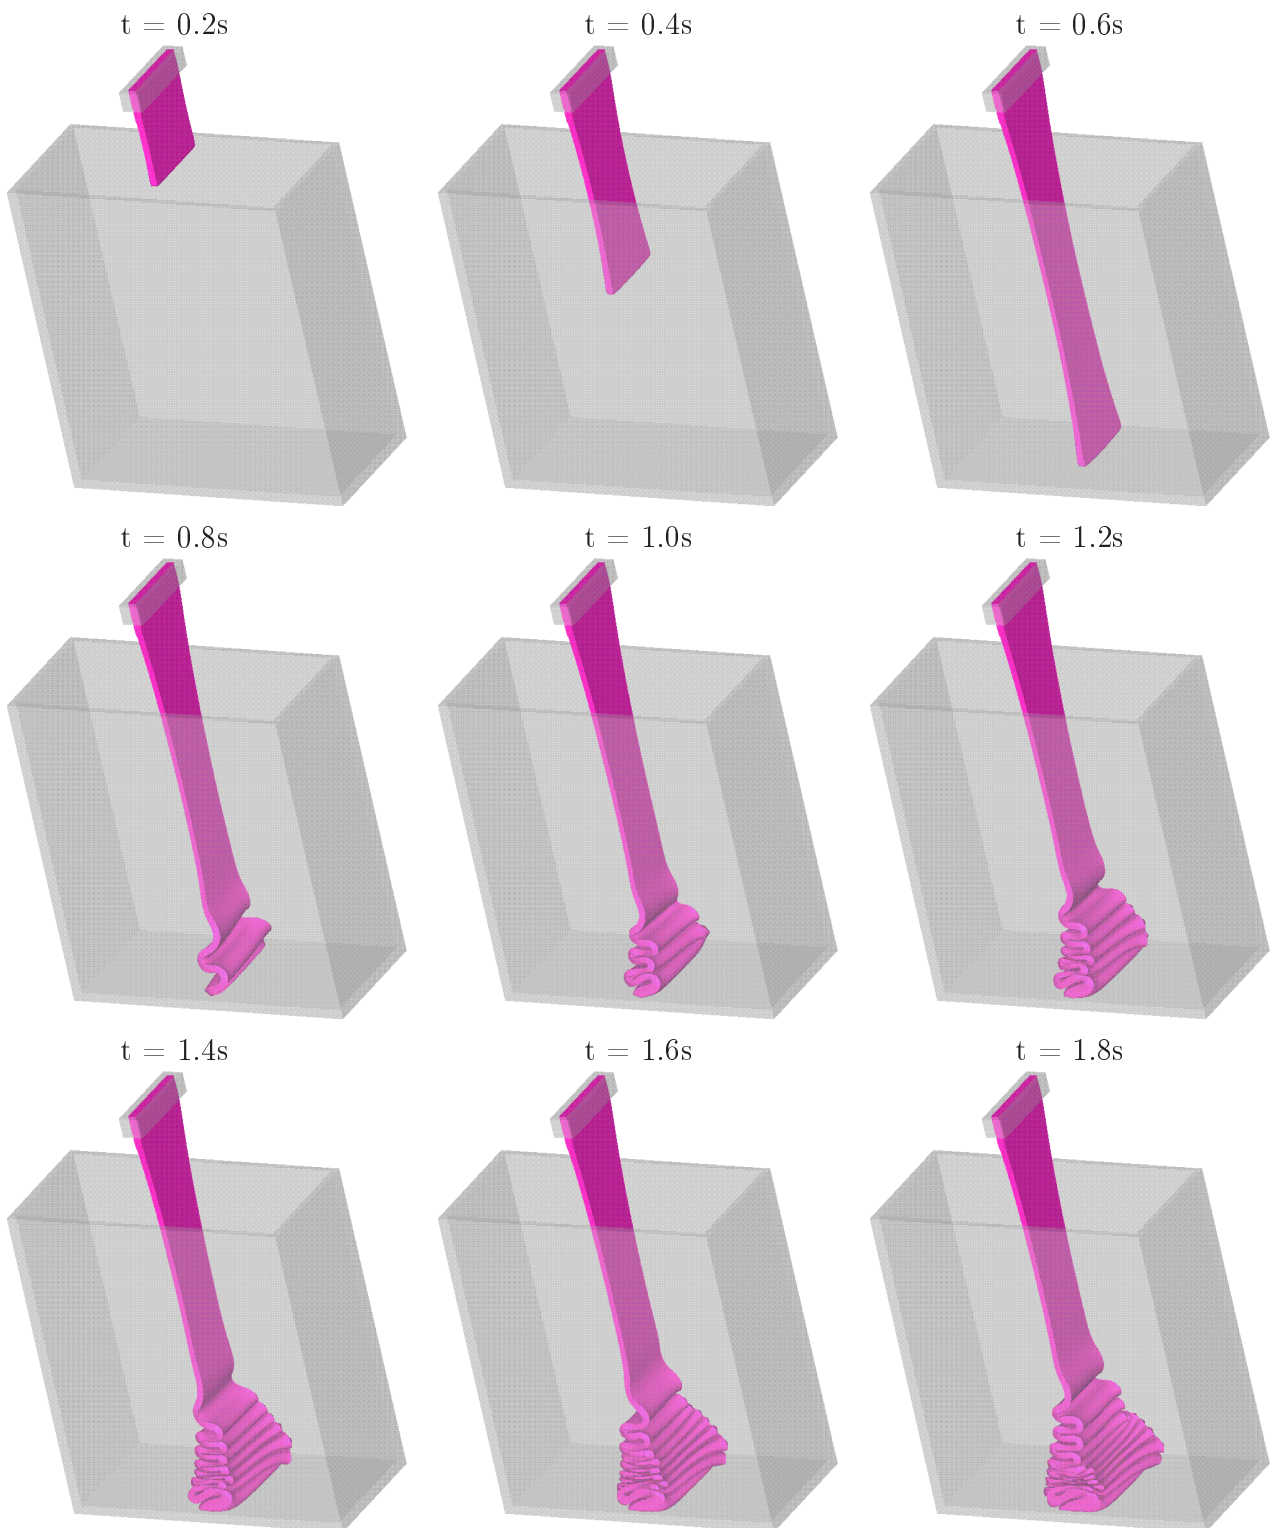 t = 0.2s
t = 0.4s
t = 0.6s
t = 0.8s
t = 1.0s
t = 1.2s
t = 1.4s
t = 1.6s
t = 1.8s